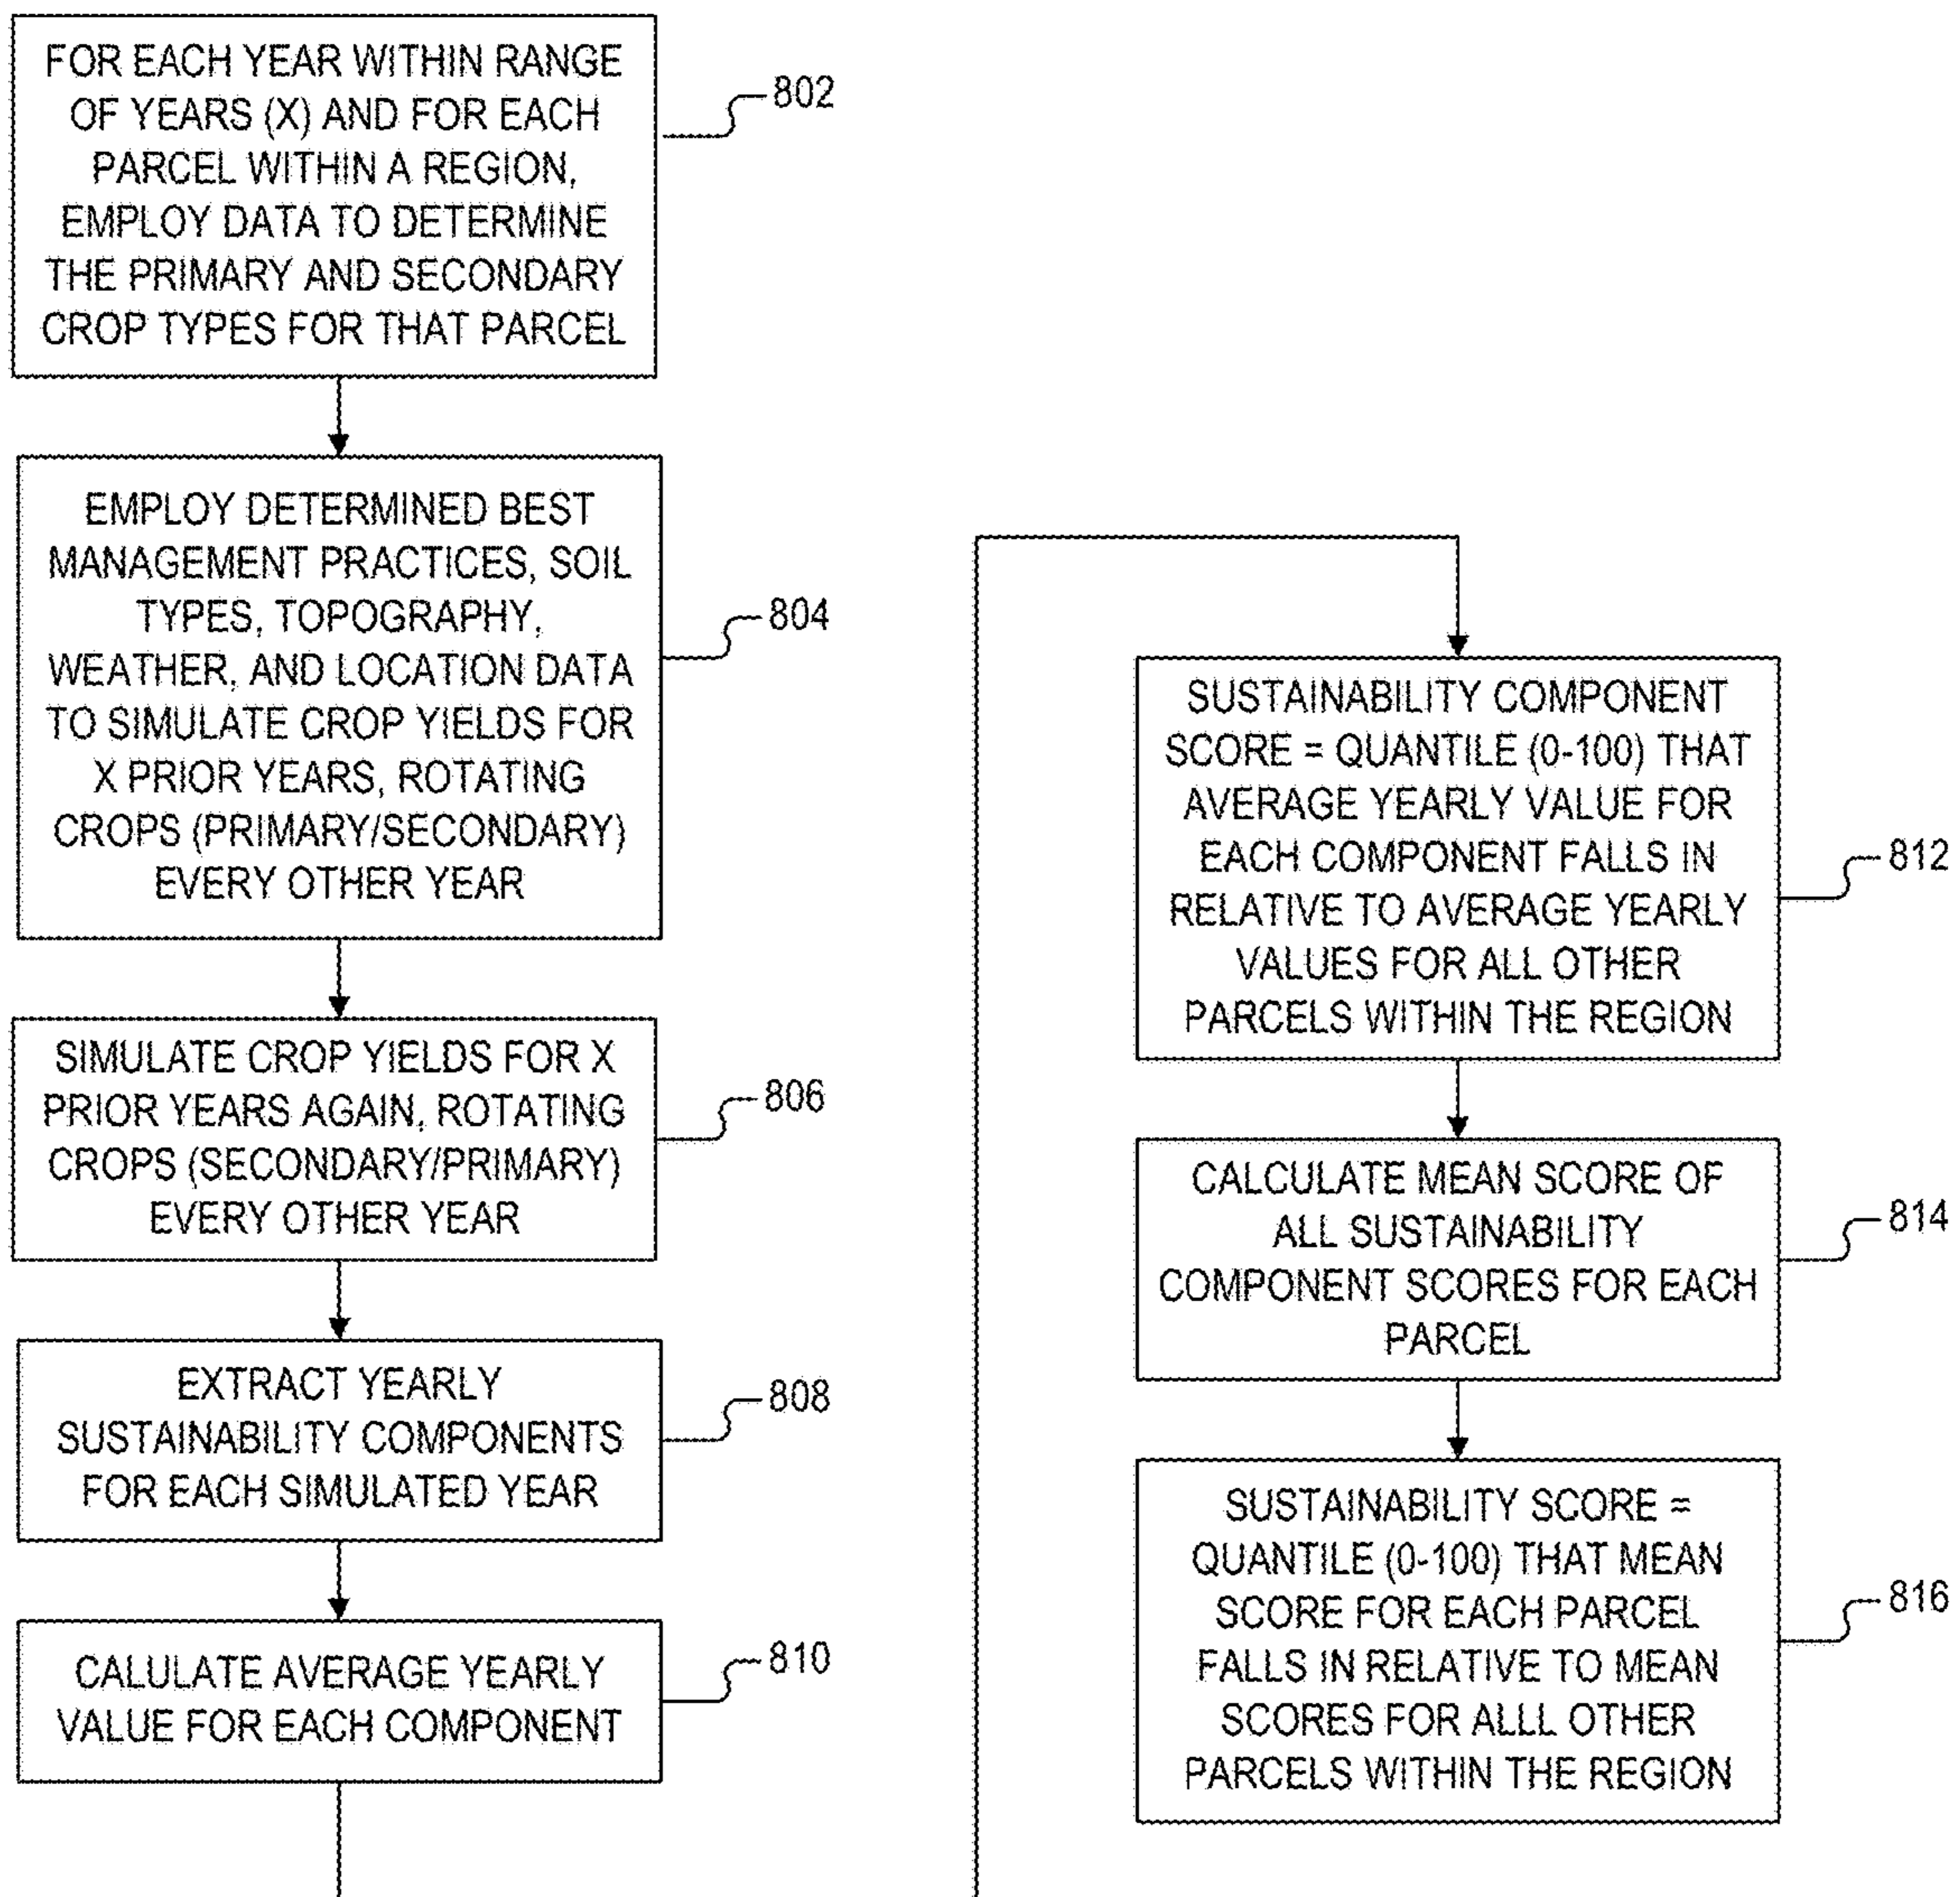 FOR EACH YEAR WITHIN RANGE
OF YEARS (X) AND FOR EACH
PARCEL WITHIN A REGION,
EMPLOY DATA TO DETERMINE
THE PRIMARY AND SECONDARY
CROP TYPES FOR THAT PARCEL
802
EMPLOY DETERMINED BEST
MANAGEMENT PRACTICES, SOIL
TYPES, TOPOGRAPHY,
WEATHER, AND LOCATION DATA
TO SIMULATE CROP YIELDS FOR
X PRIOR YEARS, ROTATING
CROPS (PRIMARY/SECONDARY)
EVERY OTHER YEAR
804
SIMULATE CROP YIELDS FOR X
PRIOR YEARS AGAIN, ROTATING
CROPS (SECONDARY/PRIMARY)
EVERY OTHER YEAR
806
EXTRACT YEARLY
SUSTAINABILITY COMPONENTS
FOR EACH SIMULATED YEAR
808
CALULATE AVERAGE YEARLY
VALUE FOR EACH COMPONENT
810
SUSTAINABILITY COMPONENT
SCORE = QUANTILE (0-100) THAT
AVERAGE YEARLY VALUE FOR
EACH COMPONENT FALLS IN
RELATIVE TO AVERAGE YEARLY
VALUES FOR ALL OTHER
PARCELS WITHIN THE REGION
812
CALCULATE MEAN SCORE OF
ALL SUSTAINABILITY
COMPONENT SCORES FOR EACH
PARCEL
814
SUSTAINABILITY SCORE =
QUANTILE (0-100) THAT MEAN
SCORE FOR EACH PARCEL
FALLS IN RELATIVE TO MEAN
SCORES FOR ALLL OTHER
PARCELS WITHIN THE REGION
816